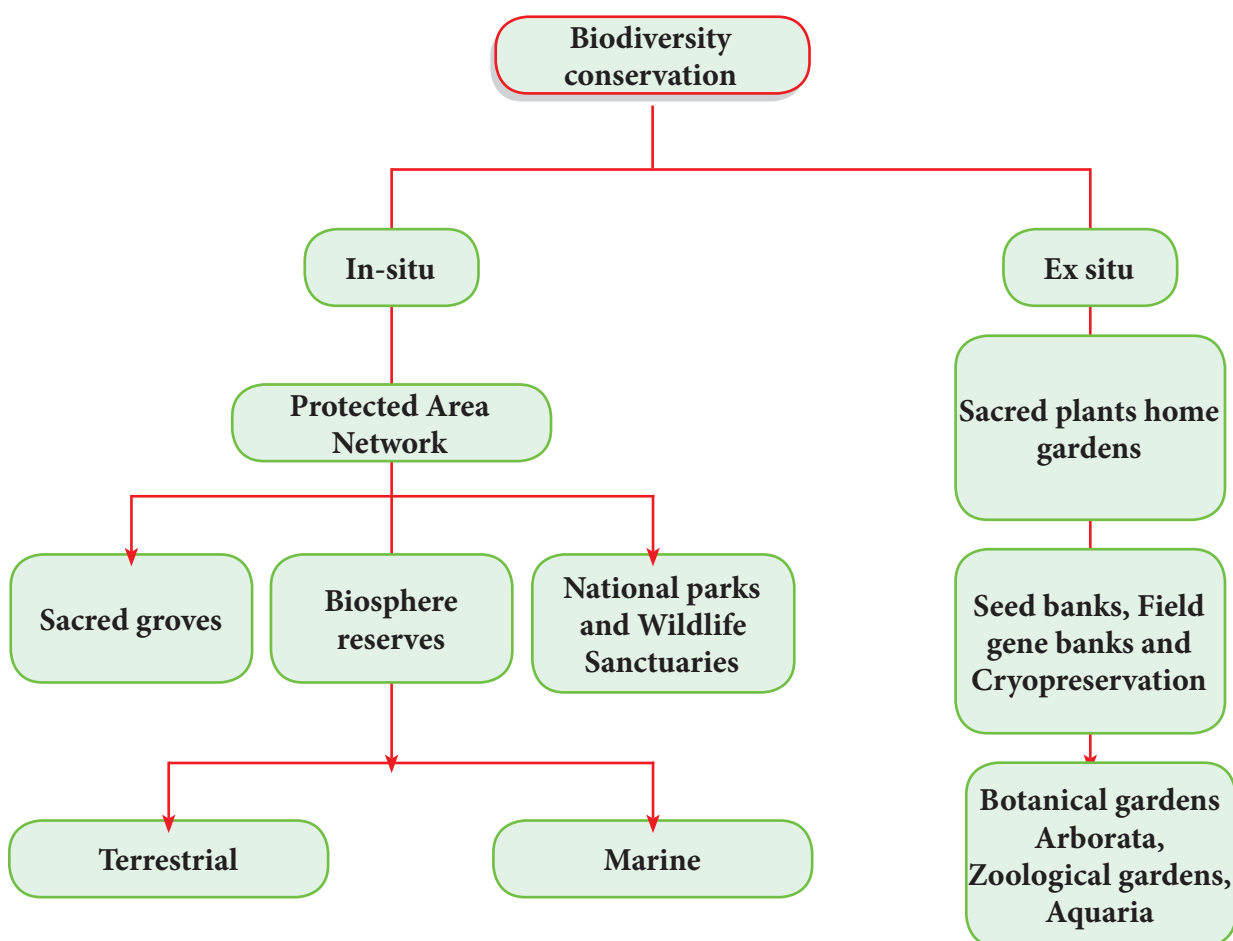 Biodiversity
conservation
In-situ
Ex situ
Protected Area
Network
Sacred plants home
gardens
Sacred groves
Biosphere
reserves
National parks
and Wildlife
Sanctuaries
Seed banks, Field
gene banks and
Cryopreservation
Terrestrial
Marine
Botanical gardens
Arborata,
Zoological gardens,
Aquaria